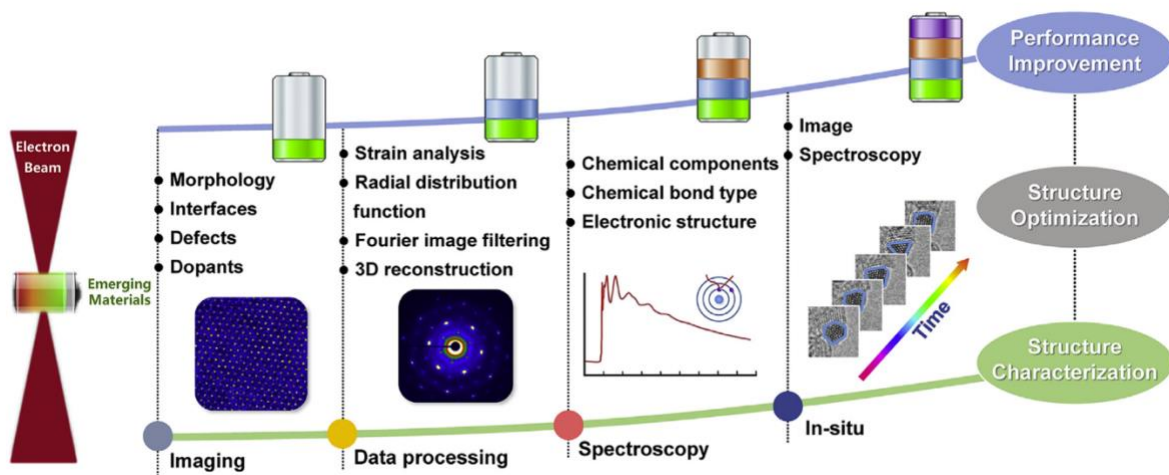 Electron
Beam
Emerging
Materials
Morphology
Interfaces
Defects
Dopants
Imaging
Strain analysis
Radial distribution
function
Fourier image filtering
3D reconstruction
Data processing
Chemical components
Chemical bond type
Electronic structure
Spectroscopy
Image
Spectroscopy
Time
In-situ
Performance
Improvement
Structure
Optimization
Structure
Characterization